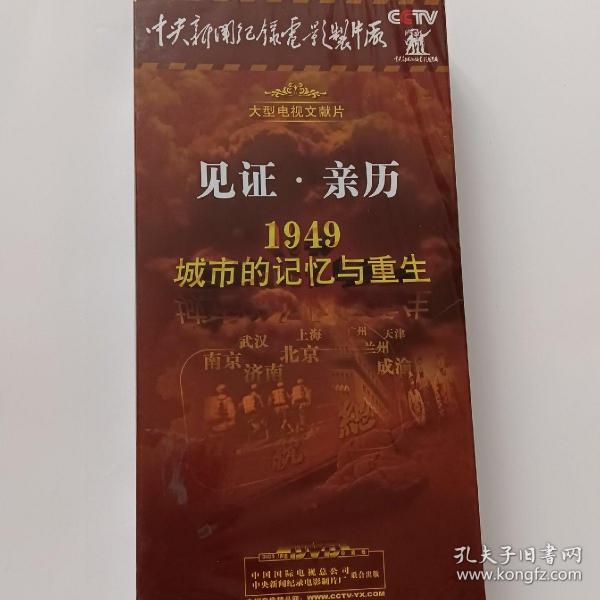 中央新闻纪录电影制片厂
CCTV
大型电视文献片
见证·亲历
1949
城市的记忆与重生
武汉 上海 广州 天津
南京 北京 兰州
济南 成渝
中国国际电视总公司
中央新闻纪录电影制片厂
联合出版
WWW.CCTV-YX.COM
孔夫子旧书网
www.kongfz.com